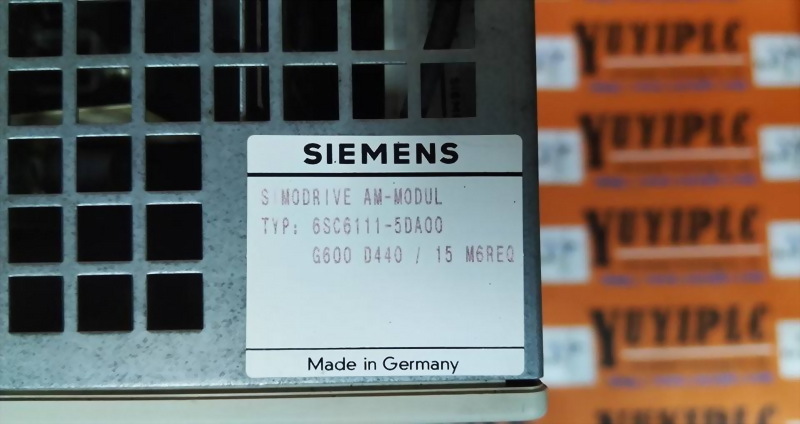 SIEMENS
SIMODRIVE AM-MODUL
TYP: 6SC6111-5DA00
G600 D440 / 15 M6REQ
Made in Germany
YUYIPLC
YUYIPLC
YUYIPLC
YUYIPLC